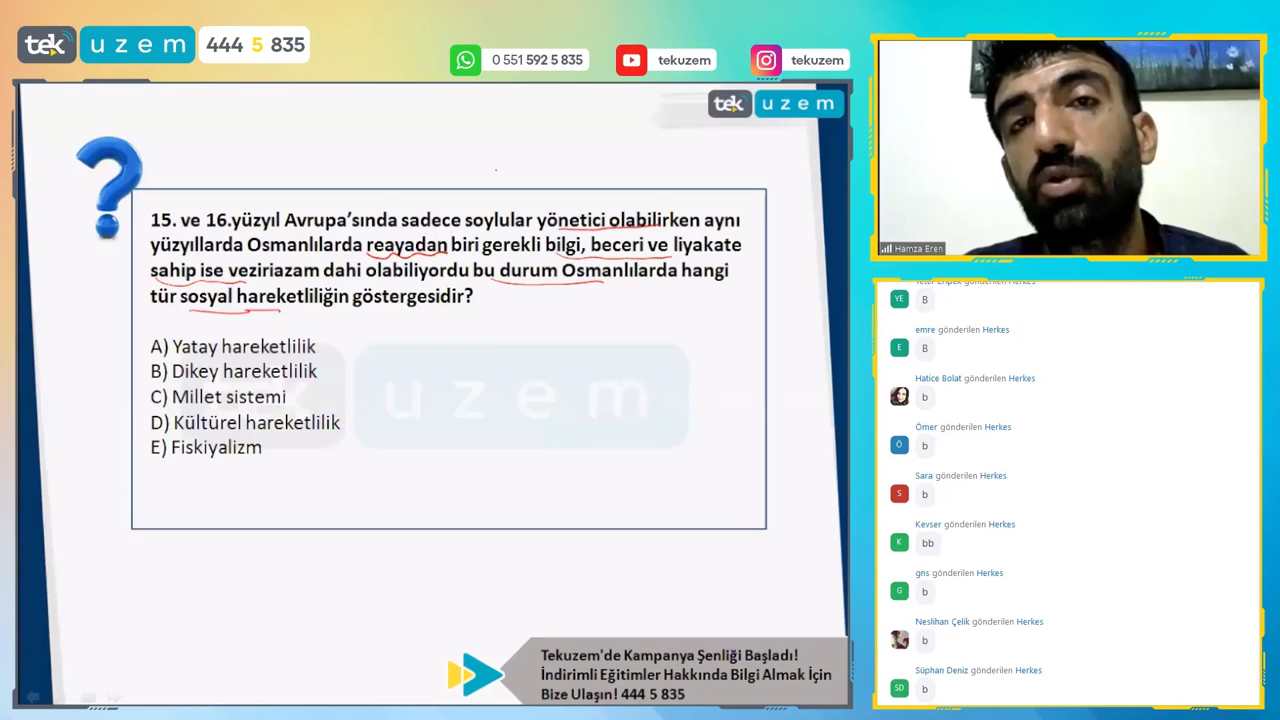 tek uzem 444 5 835
0 551 592 5 835
tekuzem
tekuzem
tek uzem
15. ve 16.yüzyıl Avrupa'sında sadece soylular yönetici olabilirken aynı
yüzyıllarda Osmanlılarda reayadan biri gerekli bilgi, beceri ve liyakate
sahip ise veziriazam dahi olabiliyordu bu durum Osmanlılarda hangi
tür sosyal hareketliliğin göstergesidir?
A) Yatay hareketlilik
B) Dikey hareketlilik
C) Millet sistemi
D) Kültürel hareketlilik
E) Fiskiyalizm
uzem
Tekuzem'de Kampanya Şenliği Başladı!
İndirimli Eğitimler Hakkında Bilgi Almak İçin
Bize Ulaşın! 444 5 835
Hamza Eren
YE
B
emre gönderilen Herkes
E
B
Hatice Bolat gönderilen Herkes
b
Ömer gönderilen Herkes
Ö
b
Sara gönderilen Herkes
S
b
Kevser gönderilen Herkes
K
bb
gns gönderilen Herkes
G
b
Neslihan Çelik gönderilen Herkes
b
Süphan Deniz gönderilen Herkes
SD
b